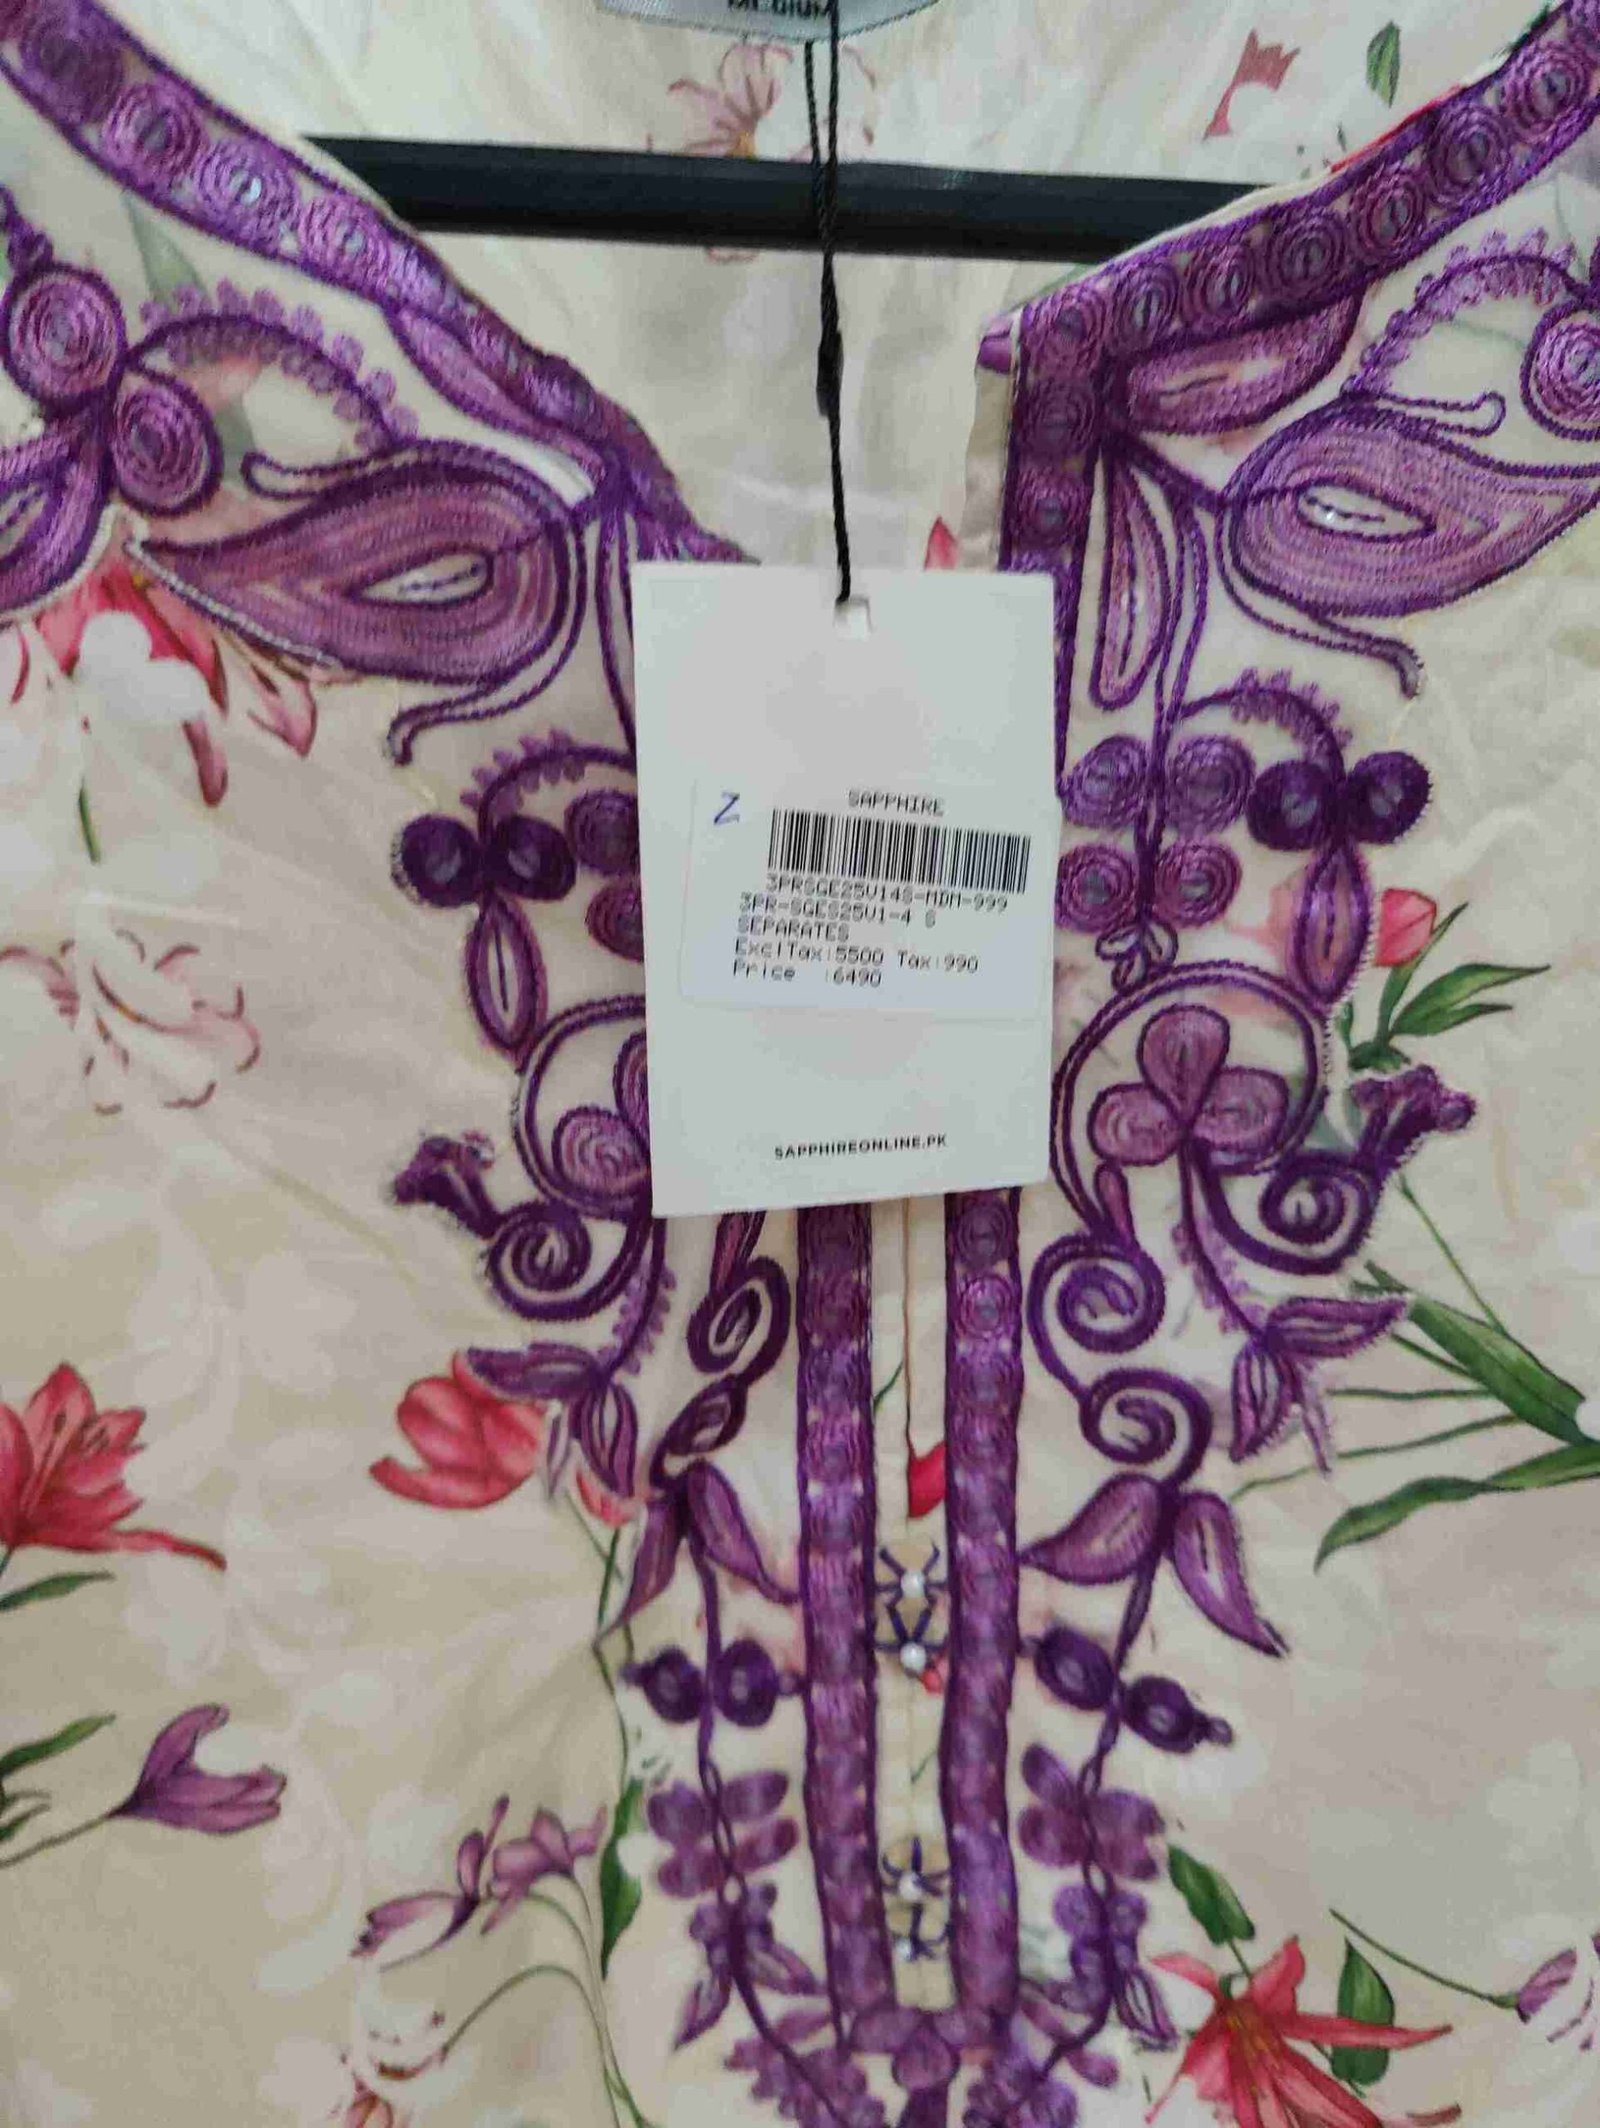 MEDIUM
SAPPHIRE
Z
3PRSGE25V14S-MDM-999
3PR-SGES25V1-4 S
SEPARATES
ExclTax:5500 Tax:990
Price :6490
SAPPHIREONLINE.PK